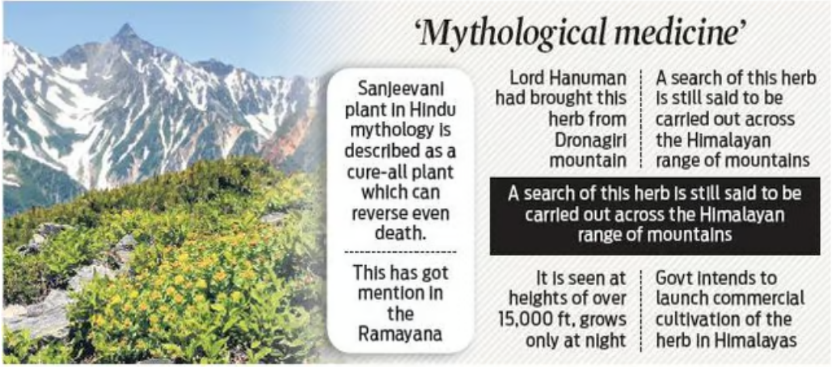 ‘Mythological medicine’
Sanjeevani
plant in Hindu
mythology is
described as a
cure-all plant
which can
reverse even
death.
This has got
mention in
the
Ramayana
Lord Hanuman
had brought this
herb from
Dronagiri
mountain
A search of this herb
is still said to be
carried out across
the Himalayan
range of mountains
A search of this herb is still said to be
carried out across the Himalayan
range of mountains
It is seen at
heights of over
15,000 ft, grows
only at night
Govt intends to
launch commercial
cultivation of the
herb in Himalayas